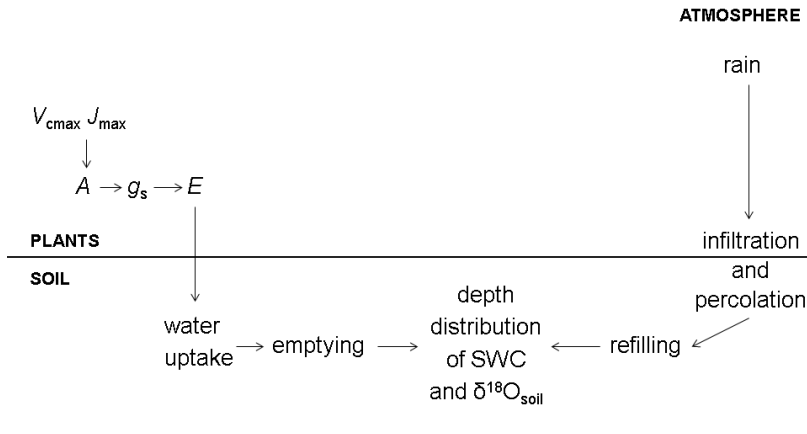 ATMOSPHERE
rain
Vcmax Jmax
A → gs → E
PLANTS
infiltration
and
percolation
SOIL
depth
distribution
of SWC
and δ¹⁸Osoil
water
uptake
emptying
refilling